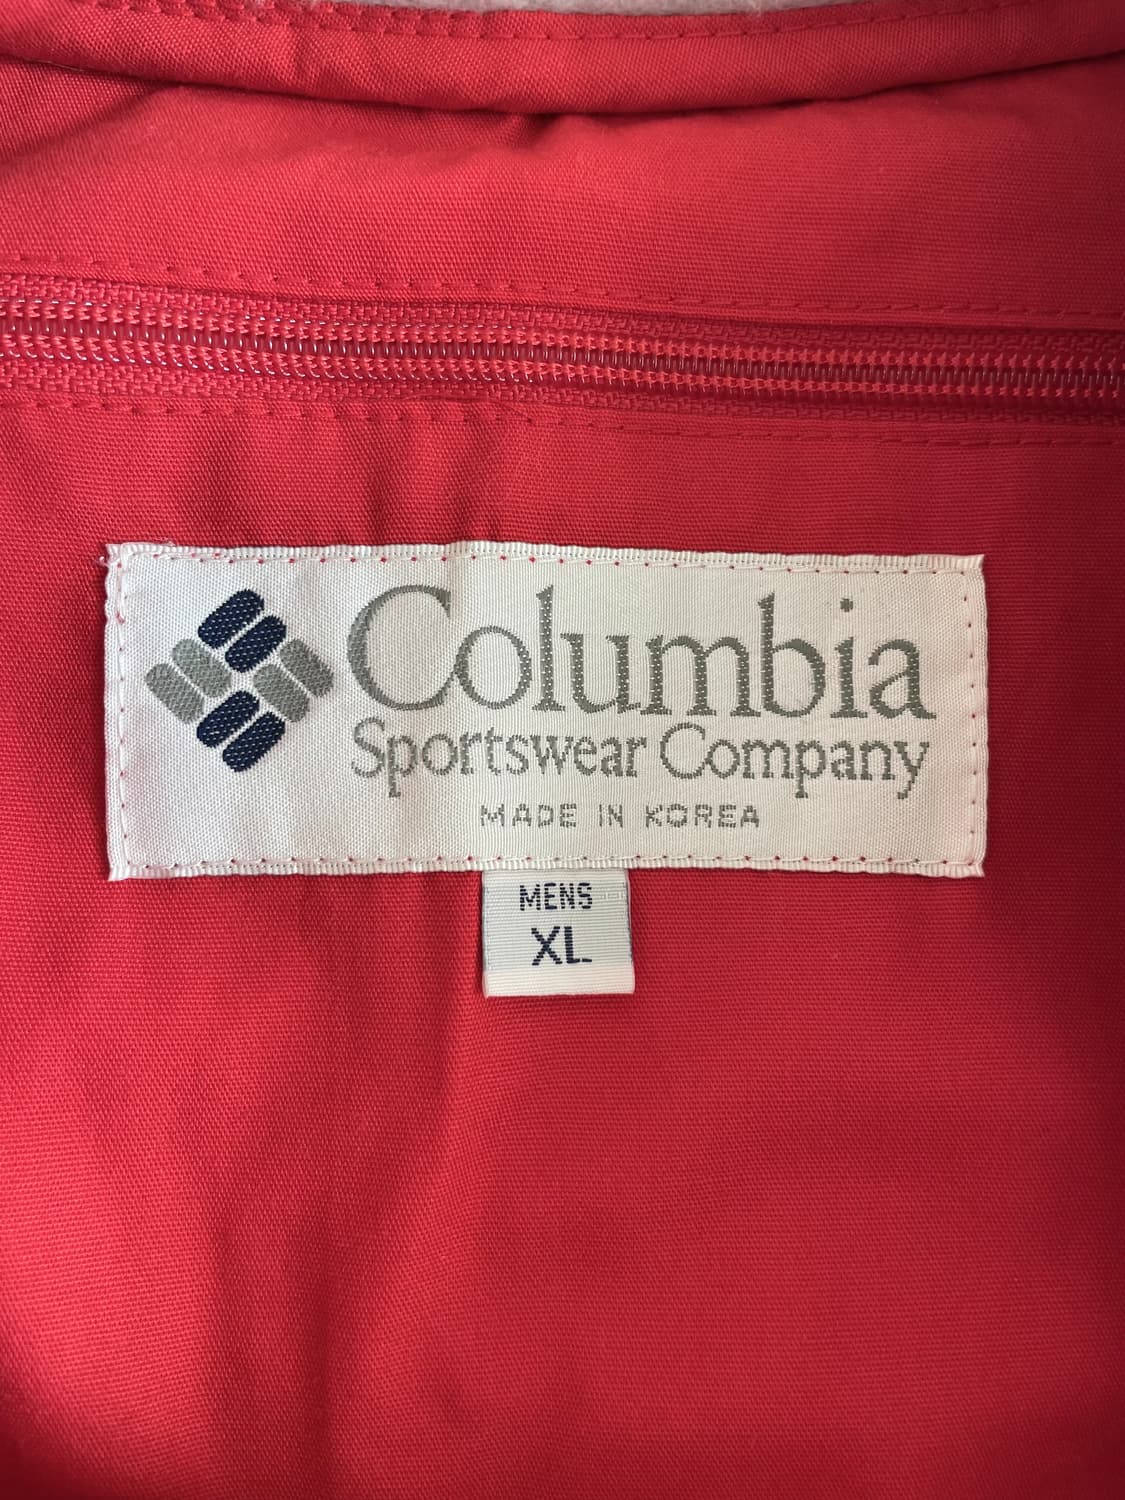 Columbia
Sportswear Company
MADE IN KOREA
MENS
XL